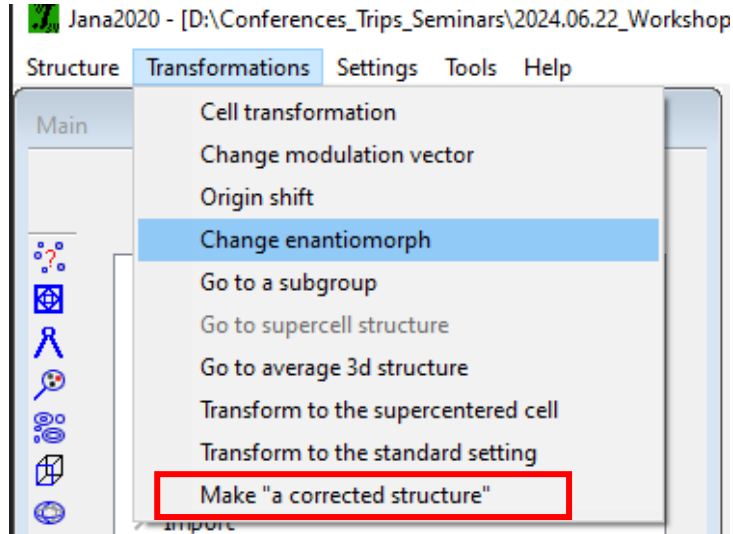 Jana2020 - [D:\Conferences_Trips_Seminars\2024.06.22_Workshop
Structure Transformations Settings Tools Help
Main
Cell transformation
Change modulation vector
Origin shift
Change enantiomorph
Go to a subgroup
Go to supercell structure
Go to average 3d structure
Transform to the supercentered cell
Transform to the standard setting
Make "a corrected structure"
Import